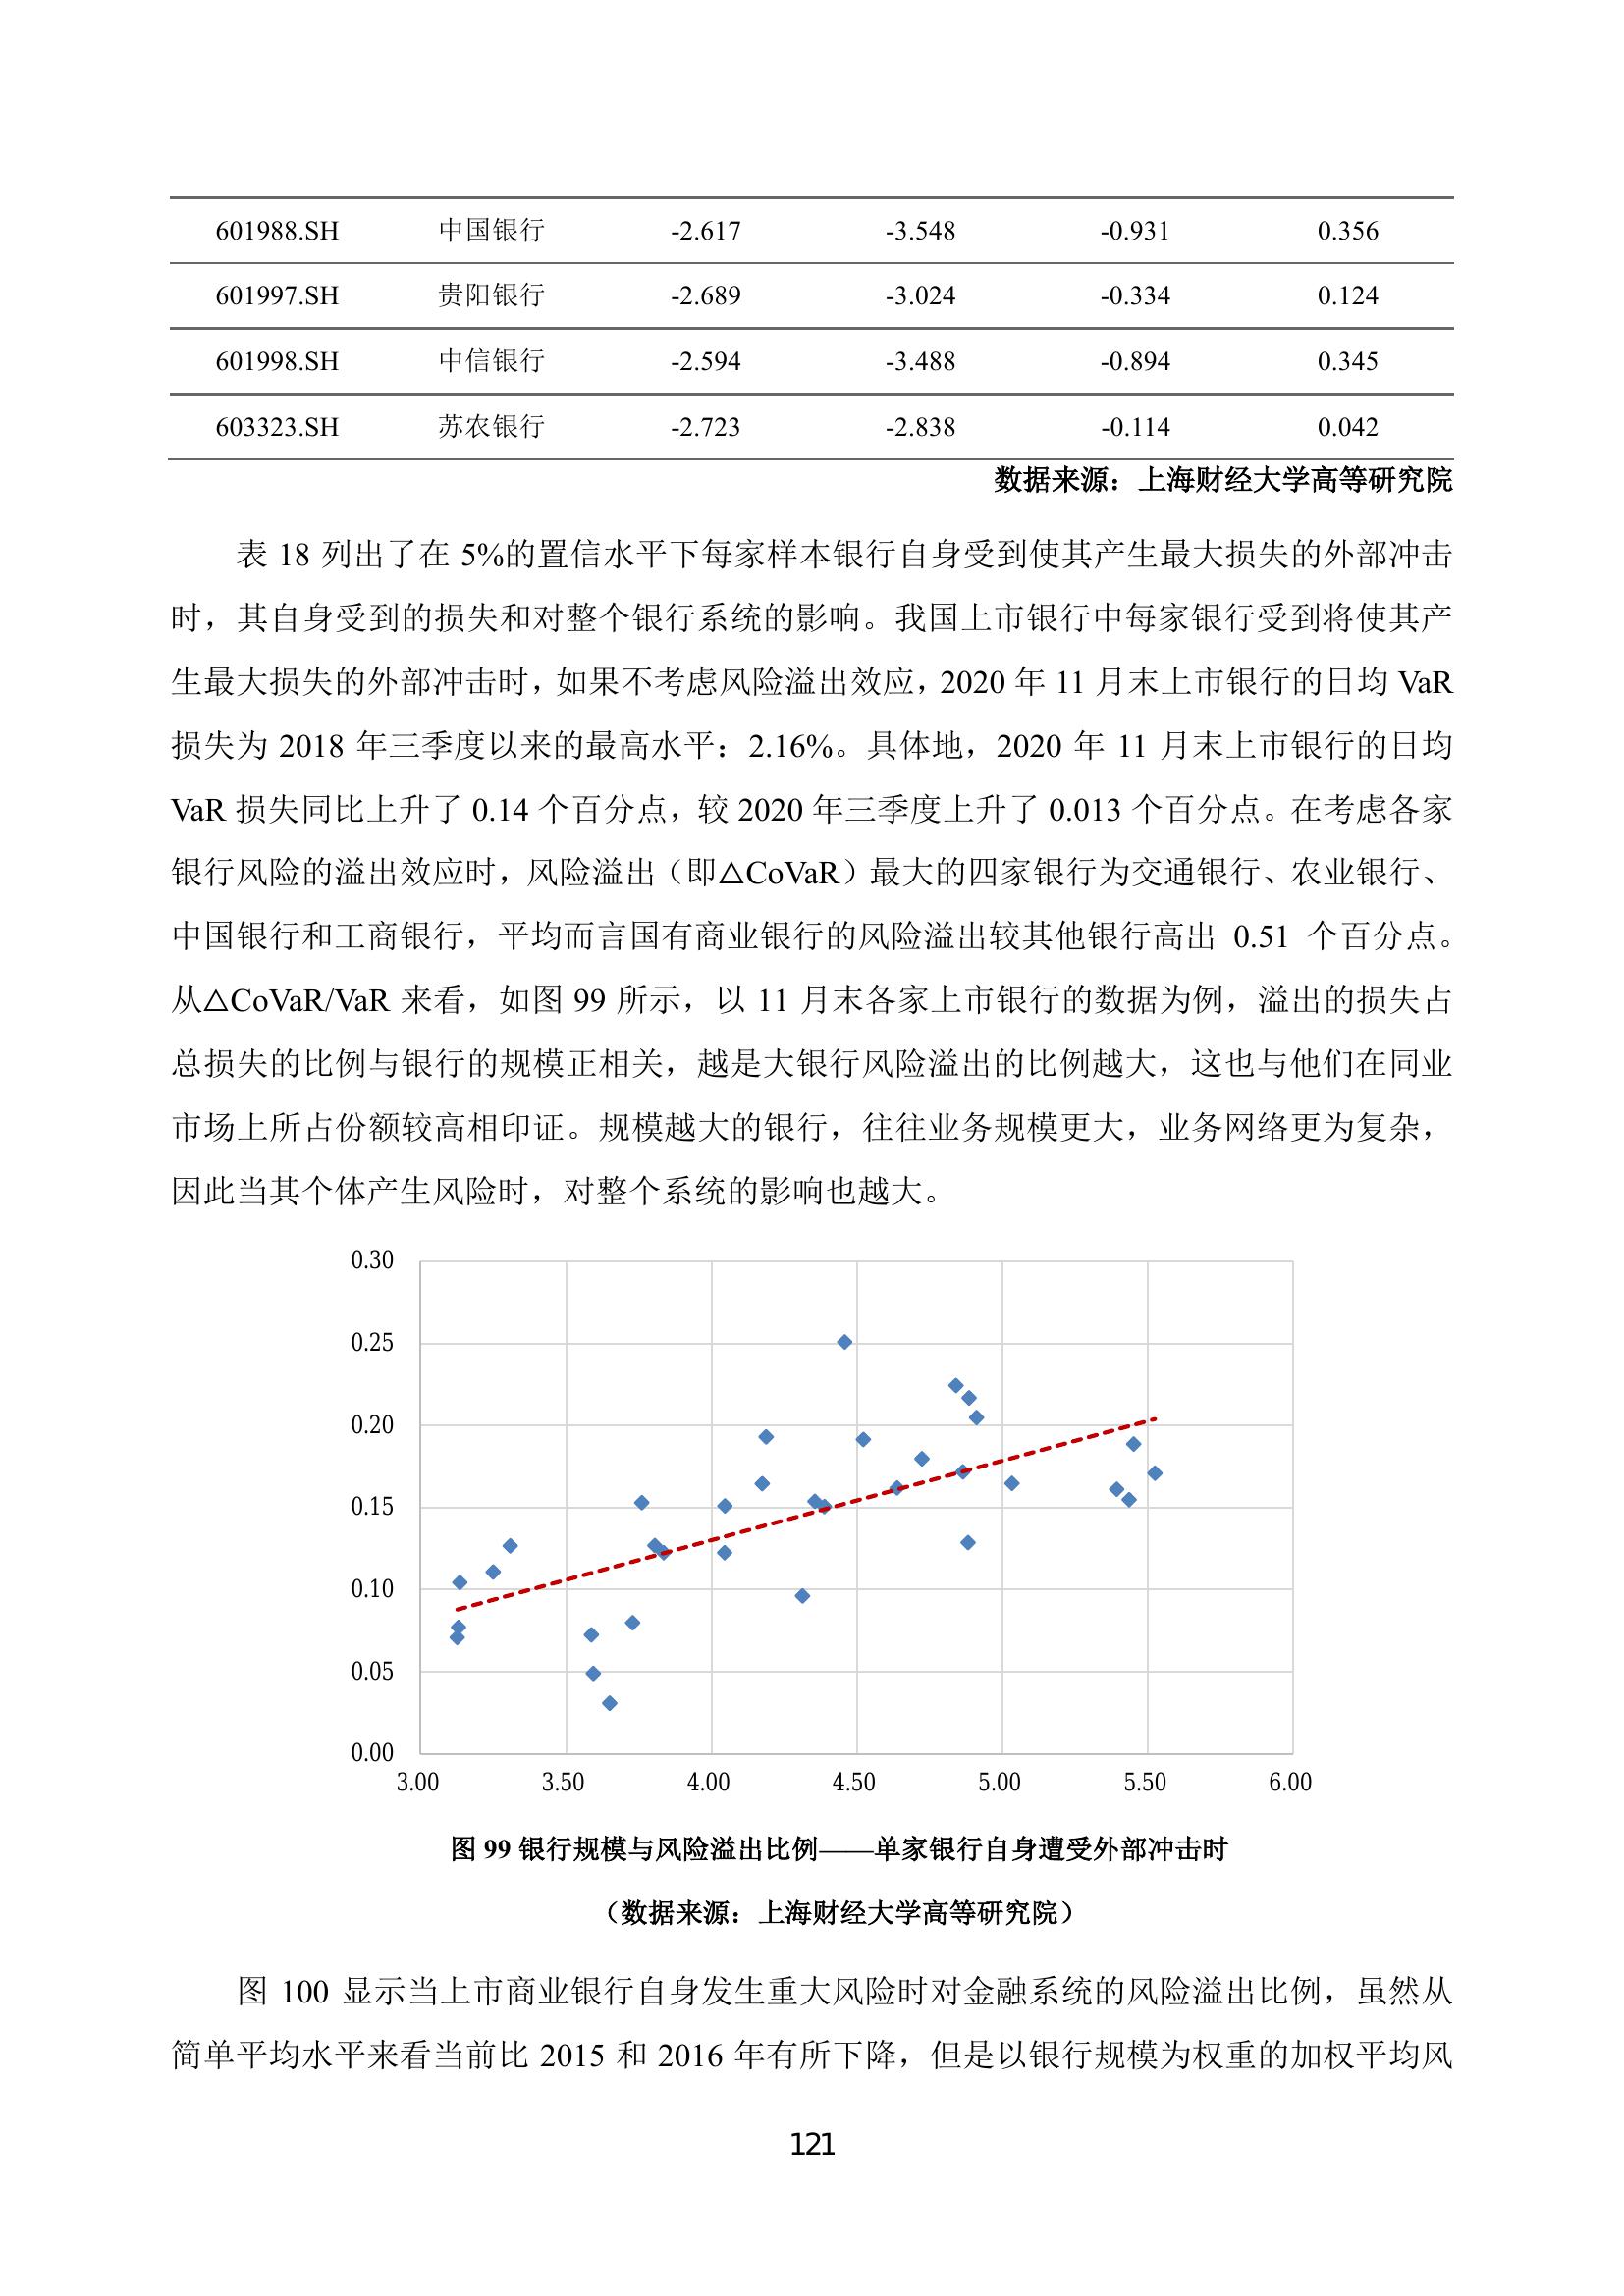 601988.SH 中国银行 -2.617 -3.548 -0.931 0.356
601997.SH 贵阳银行 -2.689 -3.024 -0.334 0.124
601998.SH 中信银行 -2.594 -3.488 -0.894 0.345
603323.SH 苏农银行 -2.723 -2.838 -0.114 0.042
数据来源：上海财经大学高等研究院
表 18 列出了在 5%的置信水平下每家样本银行自身受到使其产生最大损失的外部冲击
时，其自身受到的损失和对整个银行系统的影响。我国上市银行中每家银行受到将使其产
生最大损失的外部冲击时，如果不考虑风险溢出效应，2020 年 11 月末上市银行的日均 VaR
损失为 2018 年三季度以来的最高水平：2.16%。具体地，2020 年 11 月末上市银行的日均
VaR 损失同比上升了 0.14 个百分点，较 2020 年三季度上升了 0.013 个百分点。在考虑各家
银行风险的溢出效应时，风险溢出（即△CoVaR）最大的四家银行为交通银行、农业银行、
中国银行和工商银行，平均而言国有商业银行的风险溢出较其他银行高出 0.51 个百分点。
从△CoVaR/VaR 来看，如图 99 所示，以 11 月末各家上市银行的数据为例，溢出的损失占
总损失的比例与银行的规模正相关，越是大银行风险溢出的比例越大，这也与他们在同业
市场上所占份额较高相印证。规模越大的银行，往往业务规模更大，业务网络更为复杂，
因此当其个体产生风险时，对整个系统的影响也越大。
0.30
0.25
0.20
0.15
0.10
0.05
0.00
3.00 3.50 4.00 4.50 5.00 5.50 6.00
图 99 银行规模与风险溢出比例——单家银行自身遭受外部冲击时
（数据来源：上海财经大学高等研究院）
图 100 显示当上市商业银行自身发生重大风险时对金融系统的风险溢出比例，虽然从
简单平均水平来看当前比 2015 和 2016 年有所下降，但是以银行规模为权重的加权平均风
121